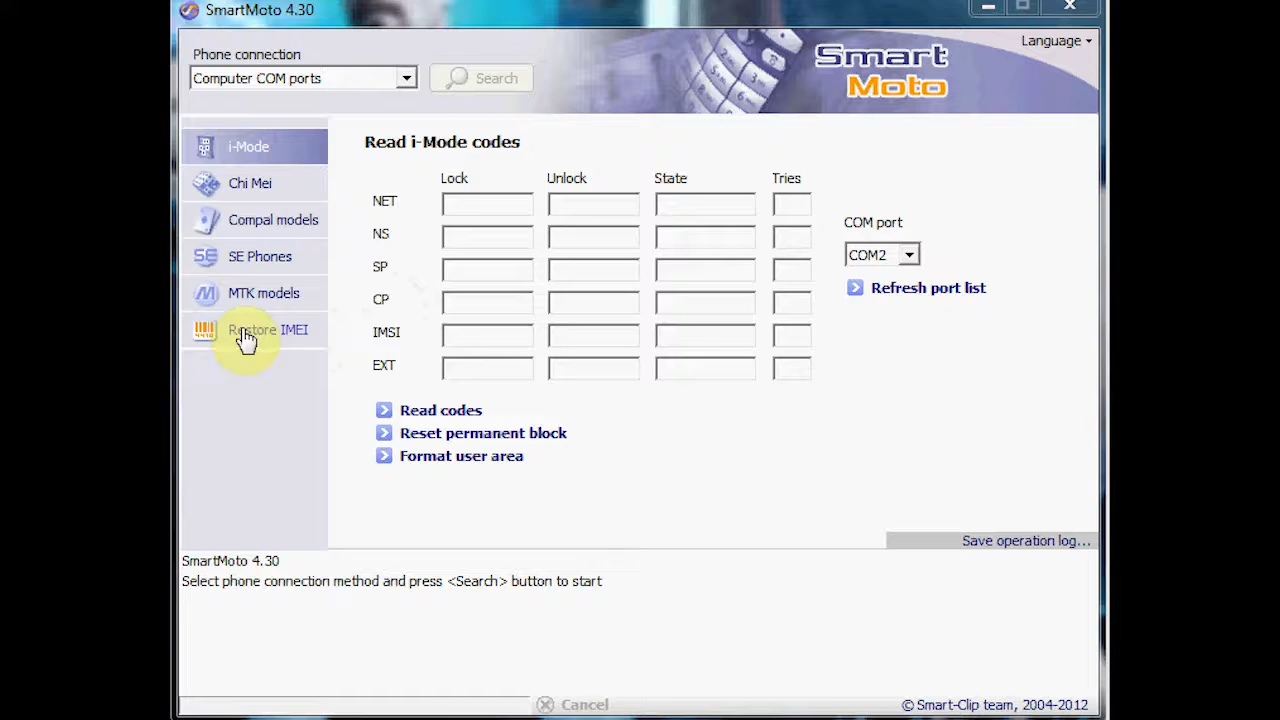 SmartMoto 4.30
Language
Phone connection
Computer COM ports
Search
Smart
Moto
i-Mode
Chi Mei
Compal models
SE Phones
MTK models
Restore IMEI
Read i-Mode codes
Lock Unlock State Tries
NET
NS
SP
CP
IMSI
EXT
COM port
COM2
Refresh port list
Read codes
Reset permanent block
Format user area
Save operation log...
SmartMoto 4.30
Select phone connection method and press <Search> button to start
Cancel
© Smart-Clip team, 2004-2012